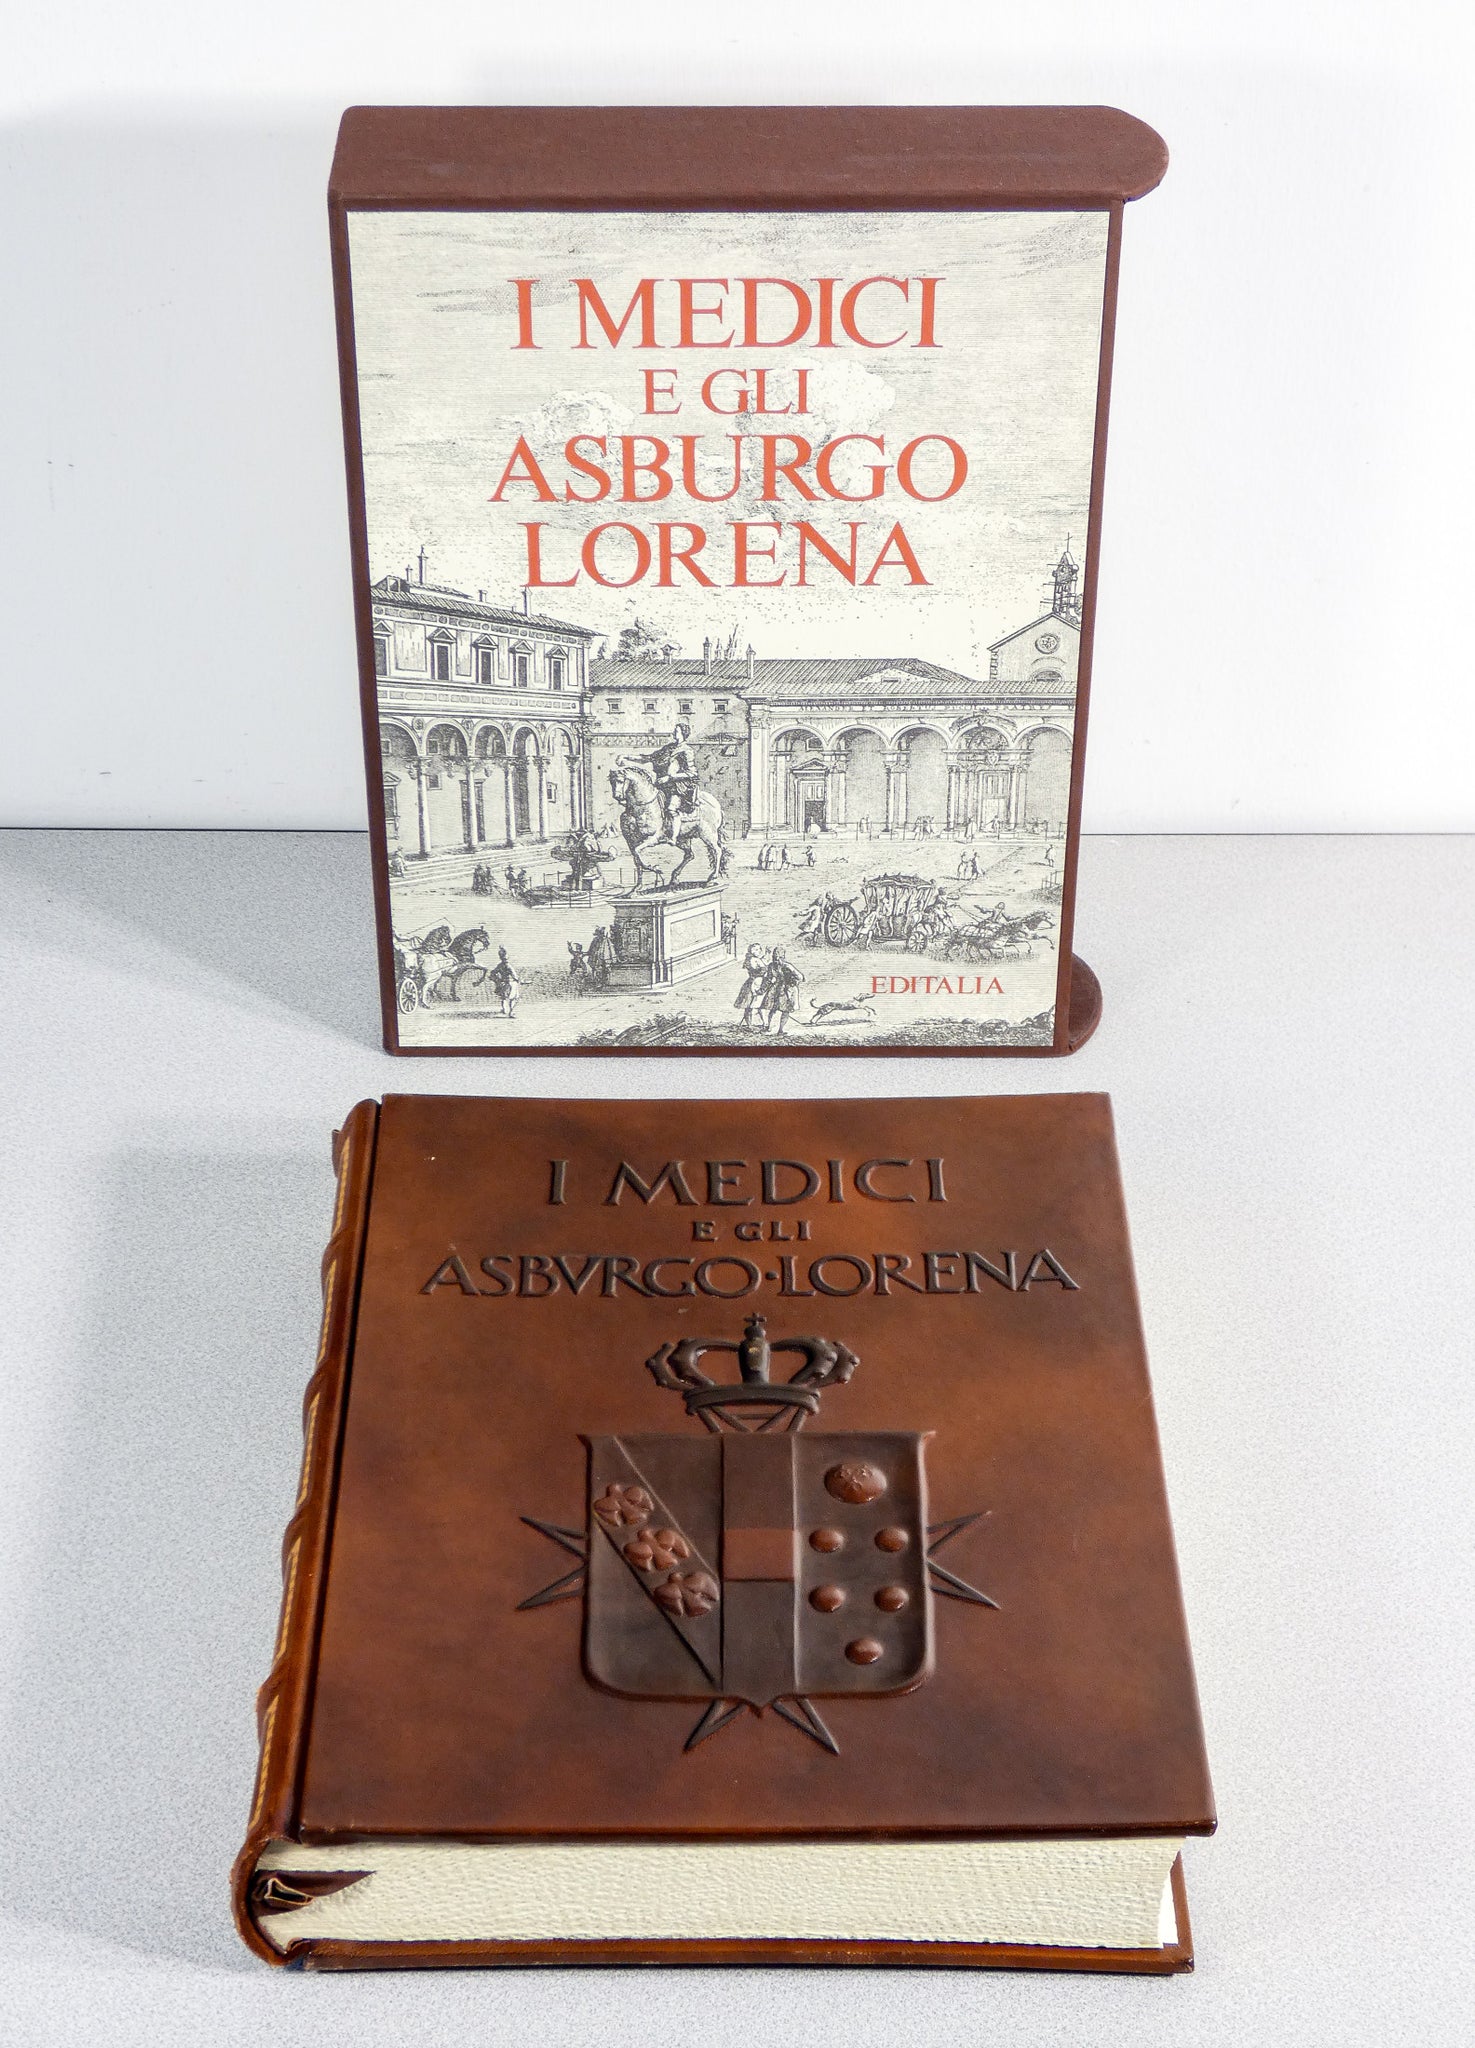 I MEDICI
E GLI
ASBURGO
LORENA
EDITALIA
I MEDICI
E GLI
ASBVRGO·LORENA